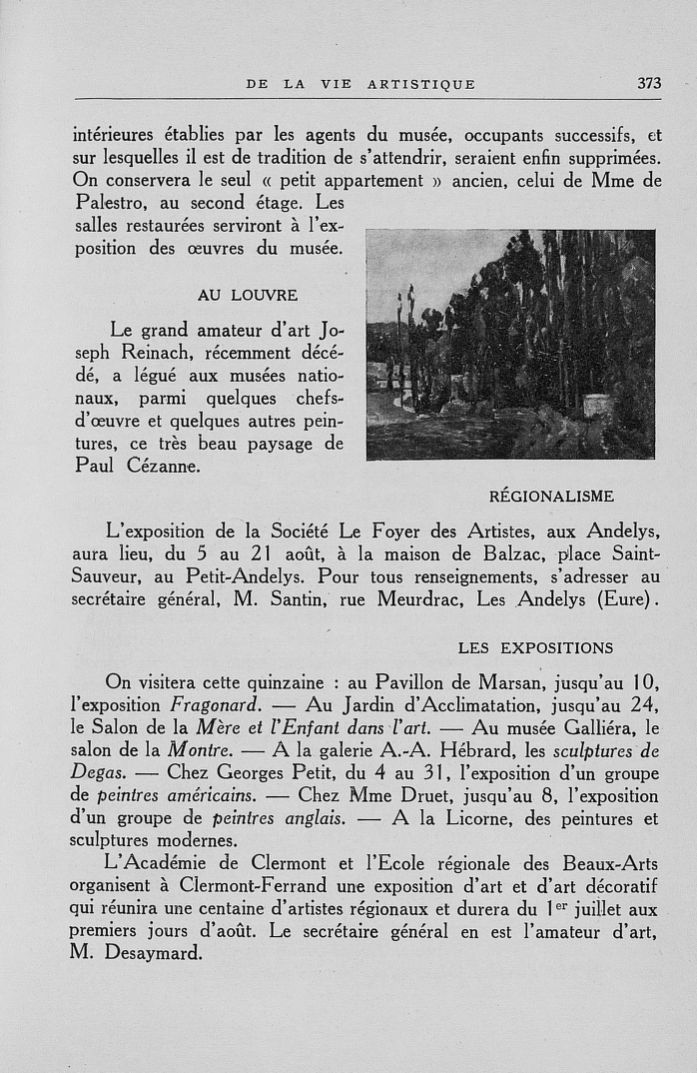 DE LA VIE ARTISTIQUE 373
intérieures établies par les agents du musée, occupants successifs, et
sur lesquelles il est de tradition de s'attendrir, seraient enfin supprimées.
On conservera le seul « petit appartement » ancien, celui de Mme de
Palestro, au second étage. Les
salles restaurées serviront à l'ex-
position des œuvres du musée.
AU LOUVRE
Le grand amateur d'art Jo-
seph Reinach, récemment décé-
dé, a légué aux musées natio-
naux, parmi quelques chefs-
d'œuvre et quelques autres pein-
tures, ce très beau paysage de
Paul Cézanne.
RÉGIONALISME
L'exposition de la Société Le Foyer des Artistes, aux Andelys,
aura lieu, du 5 au 21 août, à la maison de Balzac, place Saint-
Sauveur, au Petit-Andelys. Pour tous renseignements, s'adresser au
secrétaire général, M. Santin, rue Meurdrac, Les Andelys (Eure).
LES EXPOSITIONS
On visitera cette quinzaine : au Pavillon de Marsan, jusqu'au 10,
l'exposition Fragonard. — Au Jardin d'Acclimatation, jusqu'au 24,
le Salon de la Mère et l'Enfant dans l'art. — Au musée Galliéra, le
salon de la Montre. — A la galerie A.-A. Hébrard, les sculptures de
Degas. — Chez Georges Petit, du 4 au 31, l'exposition d'un groupe
de peintres américains. — Chez Mme Druet, jusqu'au 8, l'exposition
d'un groupe de peintres anglais. — A la Licorne, des peintures et
sculptures modernes.
L'Académie de Clermont et l'Ecole régionale des Beaux-Arts
organisent à Clermont-Ferrand une exposition d'art et d'art décoratif
qui réunira une centaine d'artistes régionaux et durera du 1er juillet aux
premiers jours d'août. Le secrétaire général en est l'amateur d'art,
M. Desaymard.